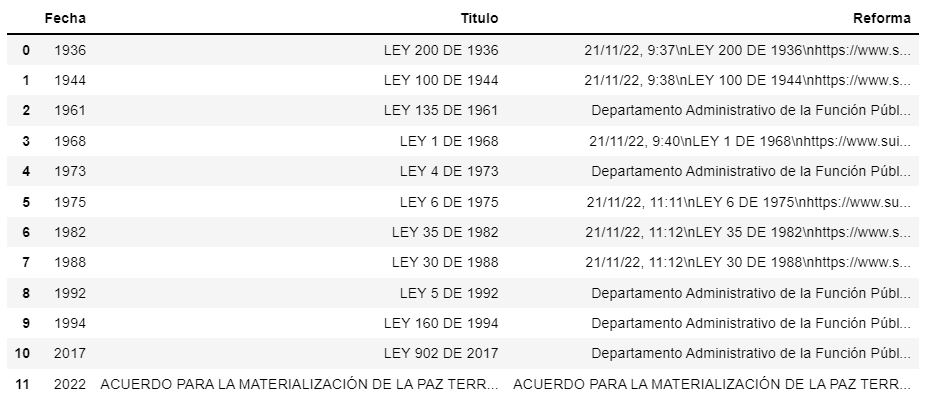 Fecha Titulo Reforma
0 1936 LEY 200 DE 1936 21/11/22, 9:37\nLEY 200 DE 1936\nhttps://www.s...
1 1944 LEY 100 DE 1944 21/11/22, 9:38\nLEY 100 DE 1944\nhttps://www.s...
2 1961 LEY 135 DE 1961 Departamento Administrativo de la Función Públ...
3 1968 LEY 1 DE 1968 21/11/22, 9:40\nLEY 1 DE 1968\nhttps://www.sui...
4 1973 LEY 4 DE 1973 Departamento Administrativo de la Función Públ...
5 1975 LEY 6 DE 1975 21/11/22, 11:11\nLEY 6 DE 1975\nhttps://www.su...
6 1982 LEY 35 DE 1982 21/11/22, 11:12\nLEY 35 DE 1982\nhttps://www.s...
7 1988 LEY 30 DE 1988 21/11/22, 11:12\nLEY 30 DE 1988\nhttps://www.s...
8 1992 LEY 5 DE 1992 Departamento Administrativo de la Función Públ...
9 1994 LEY 160 DE 1994 Departamento Administrativo de la Función Públ...
10 2017 LEY 902 DE 2017 Departamento Administrativo de la Función Públ...
11 2022 ACUERDO PARA LA MATERIALIZACIÓN DE LA PAZ TERR... ACUERDO PARA LA MATERIALIZACIÓN DE LA PAZ TERR...